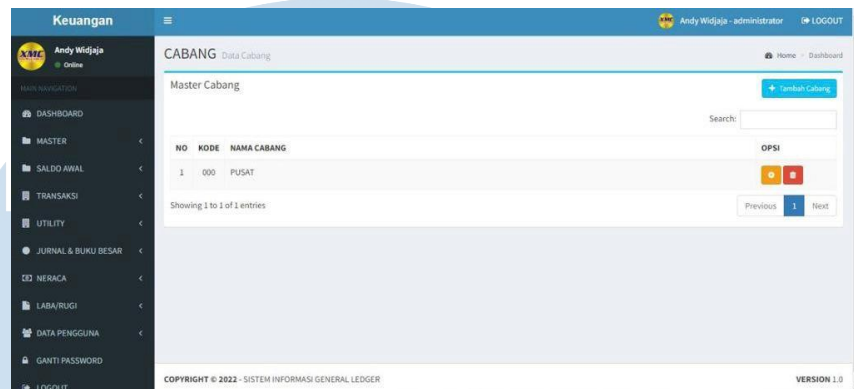 Keuangan
Andy Widjaja - administrator
LOGOUT
XMC
Andy Widjaja
Online
MAIN NAVIGATION
DASHBOARD
MASTER
SALDO AWAL
TRANSAKSI
UTILITY
JURNAL & BUKU BESAR
NERACA
LABA/RUGI
DATA PENGGUNA
GANTI PASSWORD
LOGOUT
CABANG Data Cabang
Home > Dashboard
Master Cabang
+ Tambah Cabang
Search:
NO KODE NAMA CABANG OPSI
1 000 PUSAT
Showing 1 to 1 of 1 entries
Previous 1 Next
COPYRIGHT © 2022 - SISTEM INFORMASI GENERAL LEDGER
VERSION 1.0